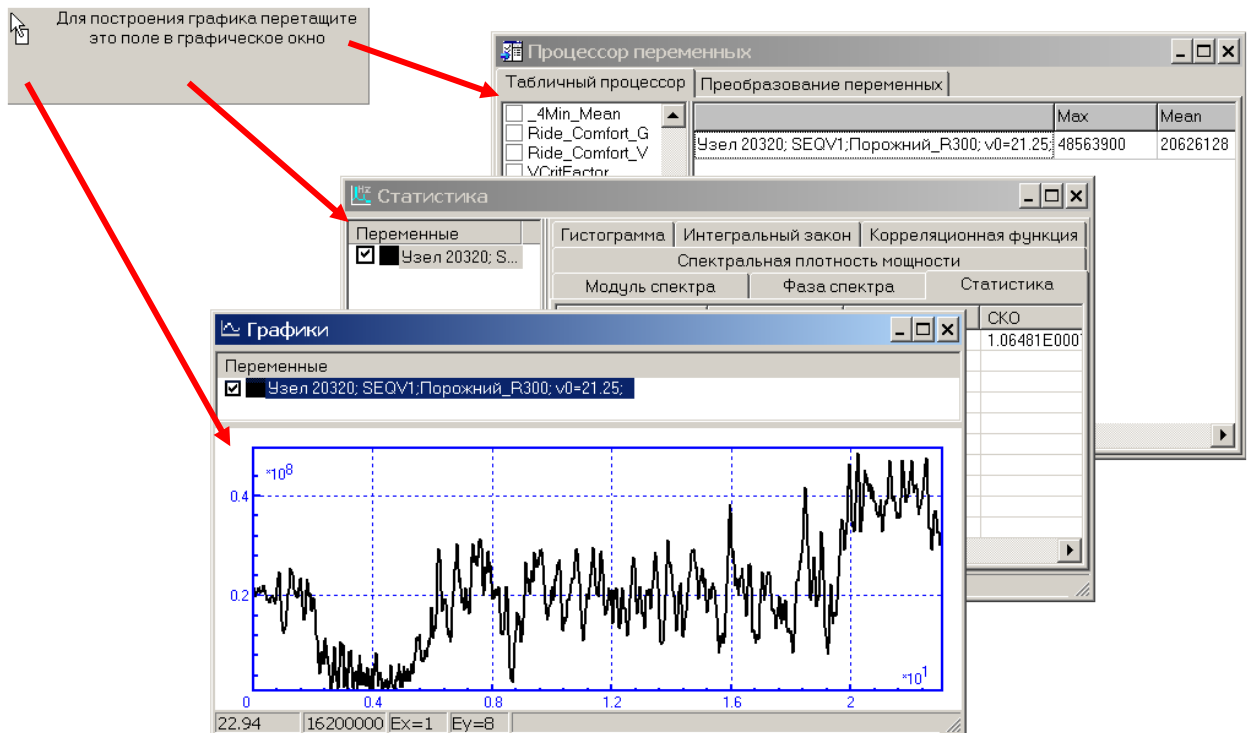 Для построения графика перетащите
это поле в графическое окно
Процессор переменных
Табличный процессор
Преобразование переменных
_4Min_Mean
Ride_Comfort_G
Ride_Comfort_V
VCritFactor
Max
Mean
Узел 20320; SEQV1;Порожний_R300; v0=21.25;
48563900
20626128
Статистика
Переменные
Узел 20320; S...
Гистограмма
Интегральный закон
Корреляционная функция
Спектральная плотность мощности
Модуль спектра
Фаза спектра
Статистика
СКО
1.06481E000
Графики
Переменные
Узел 20320; SEQV1;Порожний_R300; v0=21.25;
*10⁸
0.4
0.2
*10¹
0
0.4
0.8
1.2
1.6
2
22.94
16200000
Ex=1
Ey=8